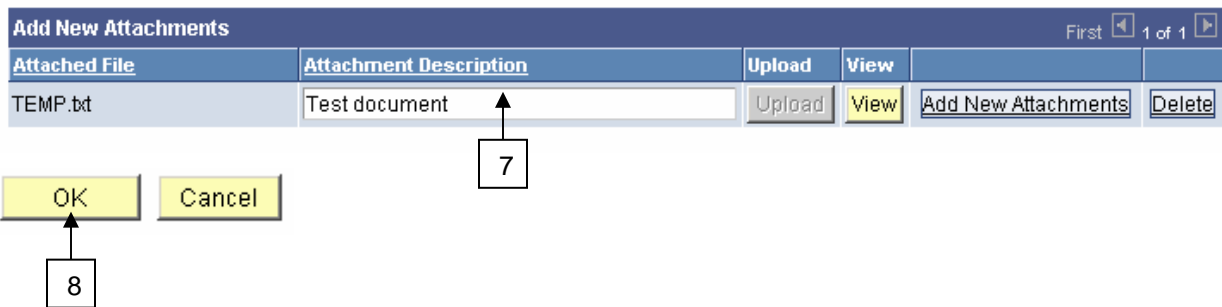 Add New Attachments First 1 of 1
Attached File Attachment Description Upload View
TEMP.txt Test document Upload View Add New Attachments Delete
7
OK Cancel
8